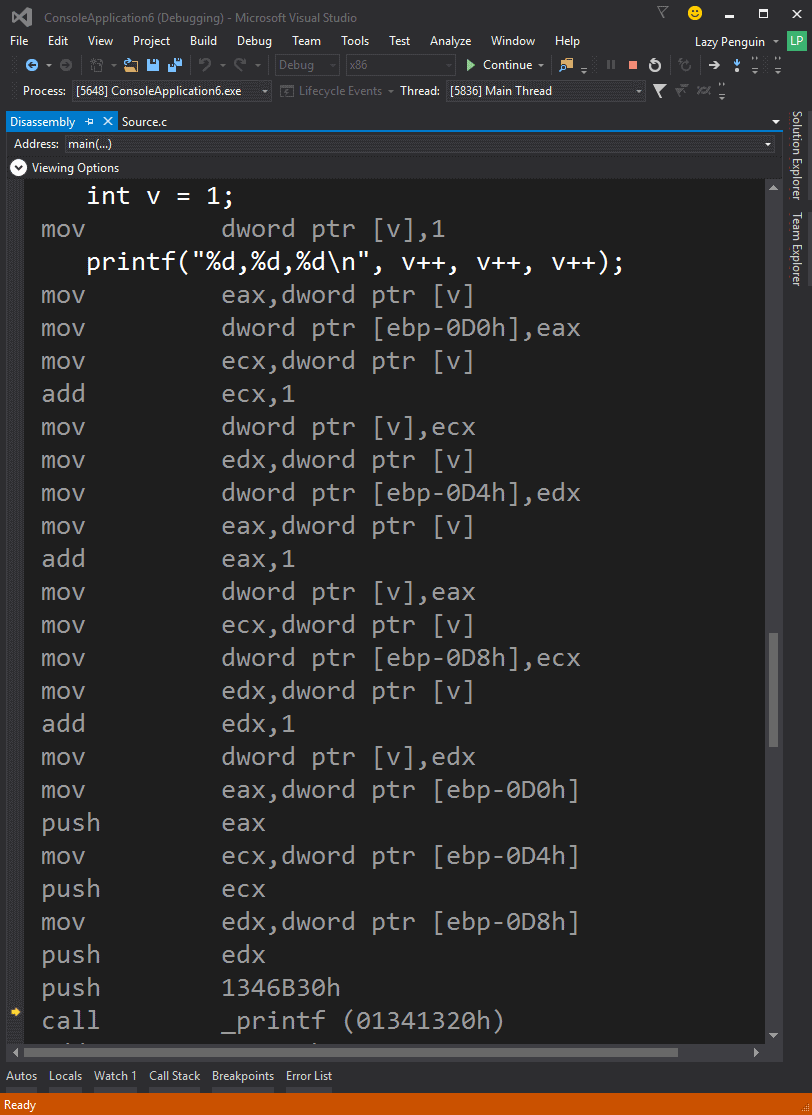 ConsoleApplication6 (Debugging) - Microsoft Visual Studio
File Edit View Project Build Debug Team Tools Test Analyze Window Help Lazy Penguin LP
Debug x86 Continue
Process: [5648] ConsoleApplication6.exe Lifecycle Events Thread: [5836] Main Thread
Disassembly Source.c
Address: main(...)
Viewing Options
int v = 1;
mov dword ptr [v],1
printf("%d,%d,%d\n", v++, v++, v++);
mov eax,dword ptr [v]
mov dword ptr [ebp-0D0h],eax
mov ecx,dword ptr [v]
add ecx,1
mov dword ptr [v],ecx
mov edx,dword ptr [v]
mov dword ptr [ebp-0D4h],edx
mov eax,dword ptr [v]
add eax,1
mov dword ptr [v],eax
mov ecx,dword ptr [v]
mov dword ptr [ebp-0D8h],ecx
mov edx,dword ptr [v]
add edx,1
mov dword ptr [v],edx
mov eax,dword ptr [ebp-0D0h]
push eax
mov ecx,dword ptr [ebp-0D4h]
push ecx
mov edx,dword ptr [ebp-0D8h]
push edx
push 1346B30h
call _printf (01341320h)
Solution Explorer
Team Explorer
Autos Locals Watch 1 Call Stack Breakpoints Error List
Ready